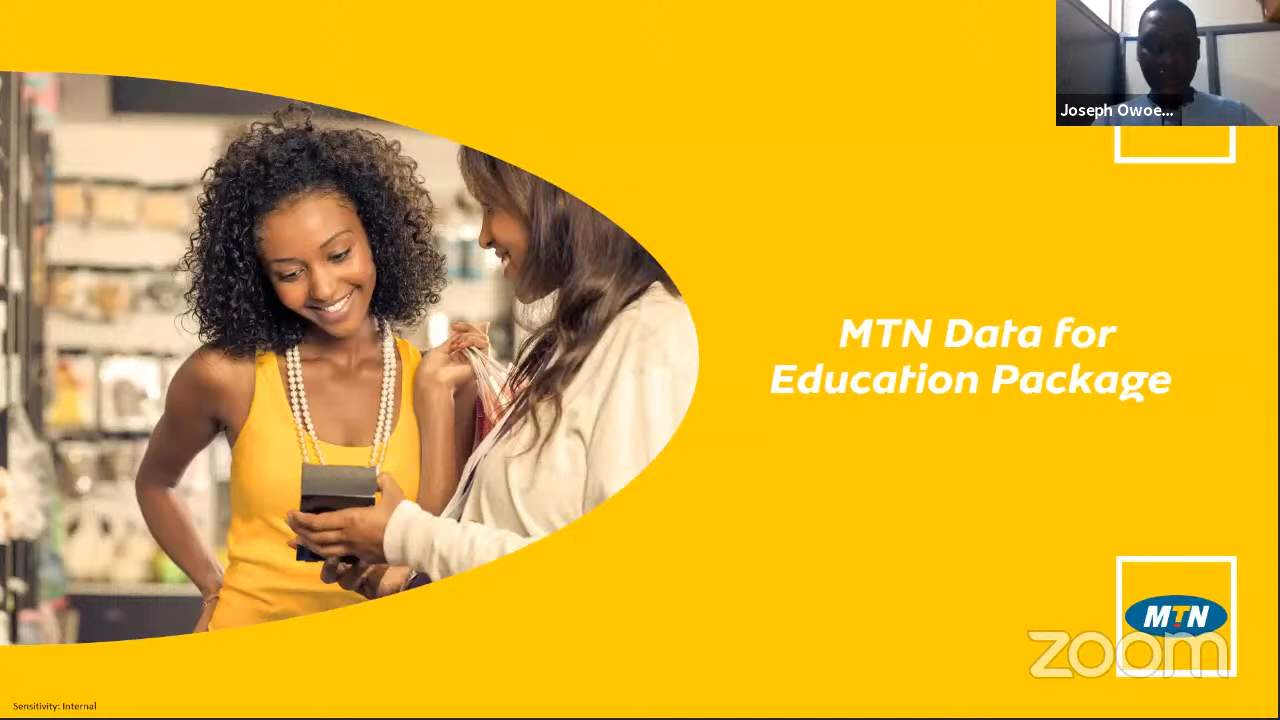 Joseph Owoe...
MTN Data for
Education Package
MTN
zoom
Sensitivity: Internal